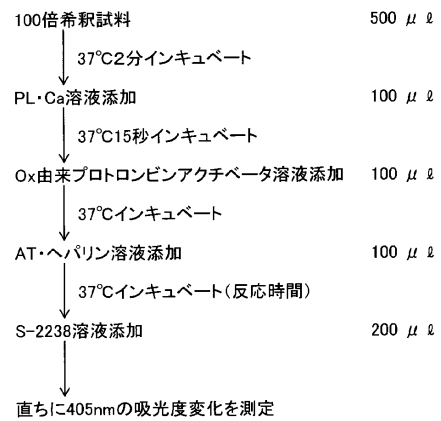 100倍希釈試料 500 μℓ
37℃2分インキュベート
PL・Ca溶液添加 100 μℓ
37℃15秒インキュベート
Ox由来プロトロンビンアクチベータ溶液添加 100 μℓ
37℃インキュベート
AT・ヘパリン溶液添加 100 μℓ
37℃インキュベート(反応時間)
S-2238溶液添加 200 μℓ
直ちに405nmの吸光度変化を測定